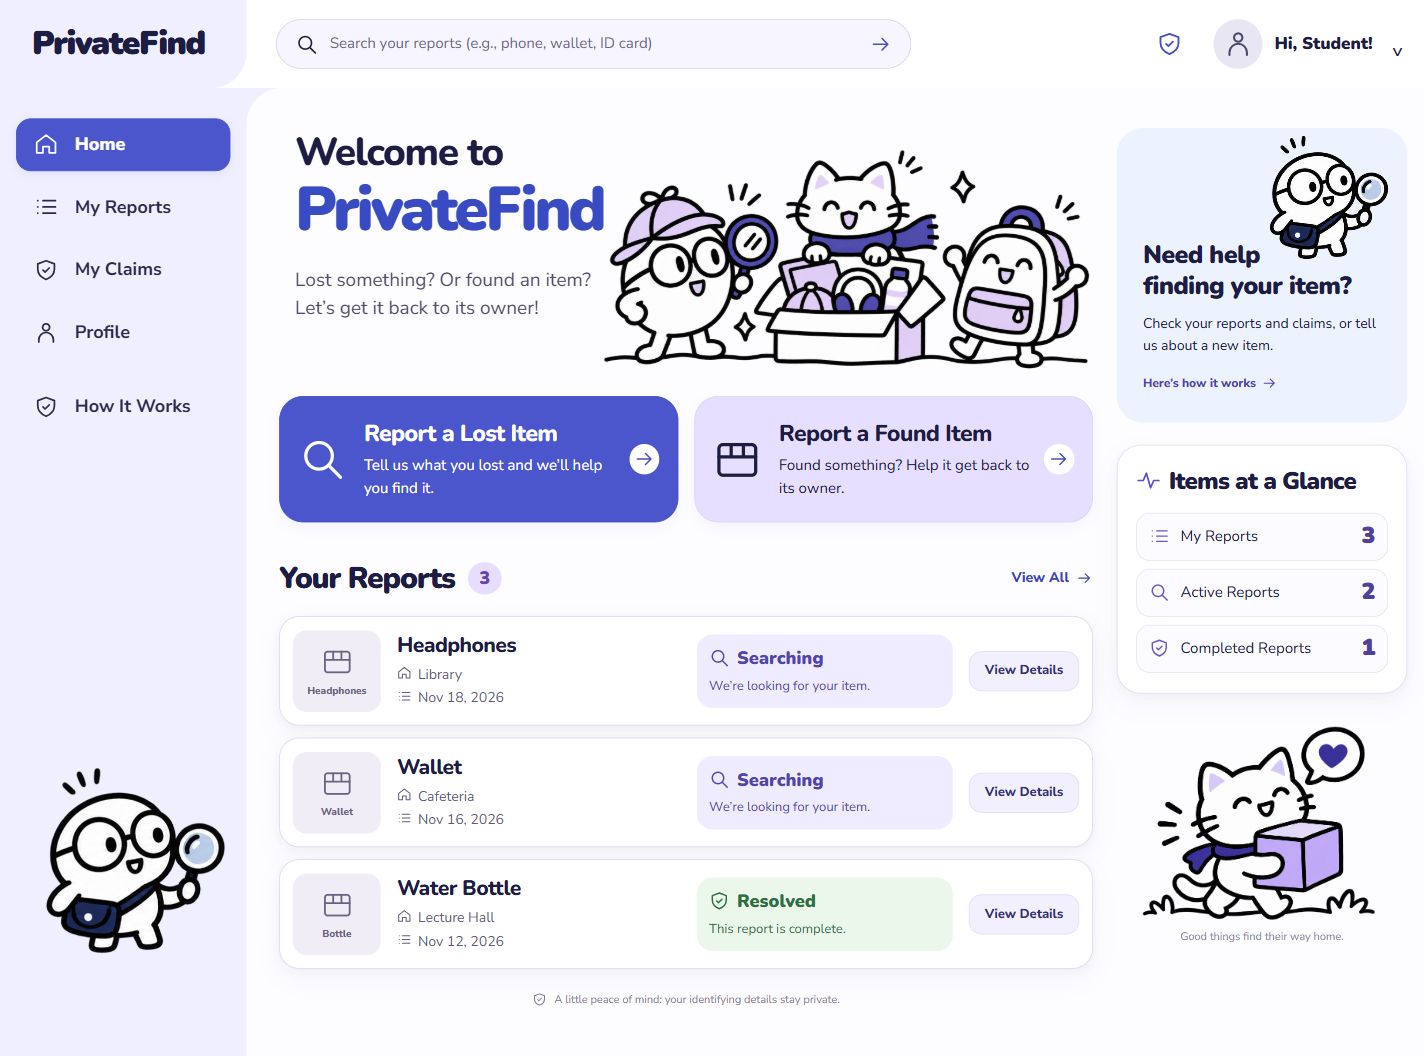 PrivateFind
Search your reports (e.g., phone, wallet, ID card)
Hi, Student!
v
Home
My Reports
My Claims
Profile
How It Works
Welcome to
PrivateFind
Lost something? Or found an item?
Let’s get it back to its owner!
Report a Lost Item
Tell us what you lost and we’ll help
you find it.
Report a Found Item
Found something? Help it get back to
its owner.
Your Reports 3
View All
Headphones
Headphones
Library
Nov 18, 2026
Searching
We’re looking for your item.
View Details
Wallet
Wallet
Cafeteria
Nov 16, 2026
Searching
We’re looking for your item.
View Details
Bottle
Water Bottle
Lecture Hall
Nov 12, 2026
Resolved
This report is complete.
View Details
A little peace of mind: your identifying details stay private.
Need help
finding your item?
Check your reports and claims, or tell
us about a new item.
Here’s how it works
Items at a Glance
My Reports 3
Active Reports 2
Completed Reports 1
Good things find their way home.